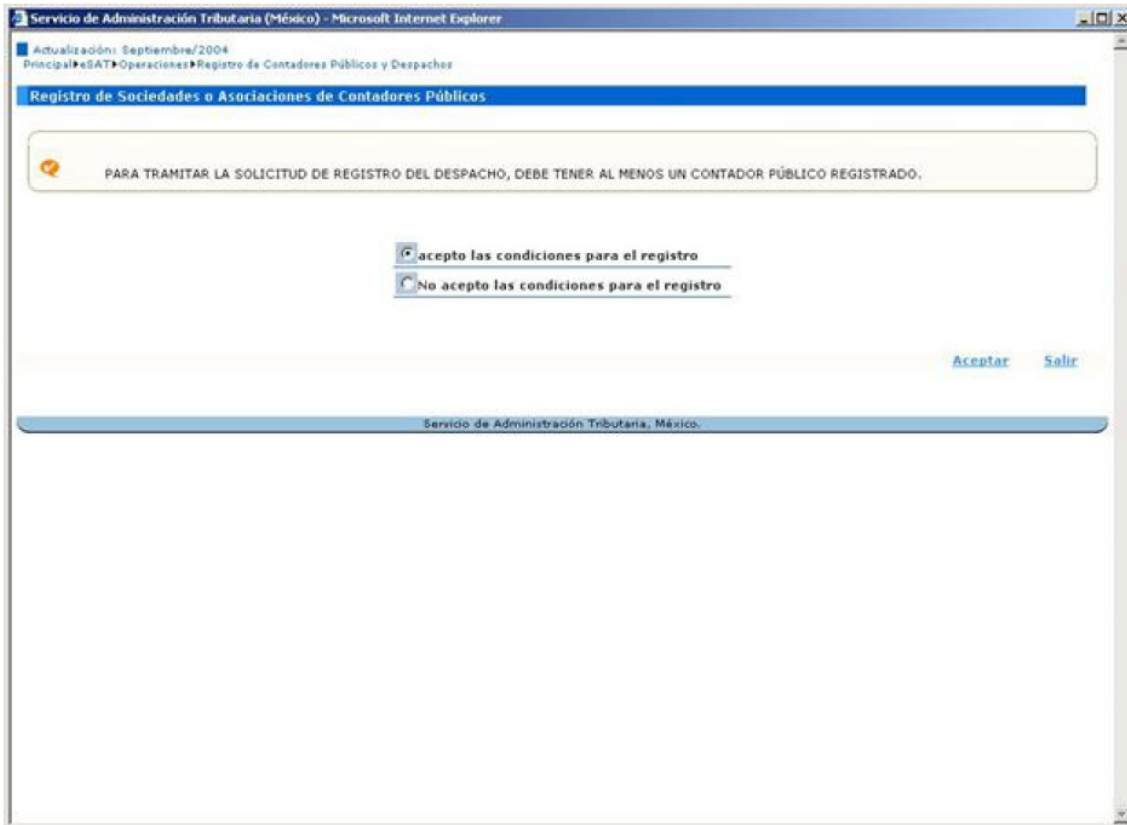 Servicio de Administración Tributaria (México) - Microsoft Internet Explorer
Actualización: Septiembre/2004
Principal▶eSAT▶Operaciones▶Registro de Contadores Públicos y Despachos
Registro de Sociedades o Asociaciones de Contadores Públicos
PARA TRAMITAR LA SOLICITUD DE REGISTRO DEL DESPACHO, DEBE TENER AL MENOS UN CONTADOR PÚBLICO REGISTRADO.
acepto las condiciones para el registro
No acepto las condiciones para el registro
Aceptar Salir
Servicio de Administración Tributaria, México.